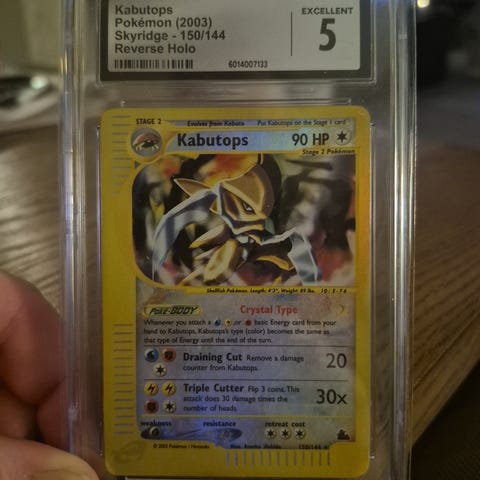 Kabutops
Pokémon (2003)
Skyridge - 150/144
Reverse Holo
EXCELLENT
5
6014007133
STAGE 2
Evolves from Kabuto
Put Kabutops on the Stage 1 card
Kabutops
90 HP
Stage 2 Pokémon
Shellfish Pokémon. Length: 4'3", Weight: 89 lbs.
POKé-BODY
Crystal Type
Whenever you attach a , , or basic Energy card from your
hand to Kabutops, Kabutops's type (color) becomes the same as
that type of Energy until the end of the turn.
Draining Cut Remove a damage
counter from Kabutops.
20
Triple Cutter Flip 3 coins. This
attack does 30 damage times the
number of heads.
30x
weakness
resistance
retreat cost
© 2003 Pokémon / Nintendo
Illus.
150/144